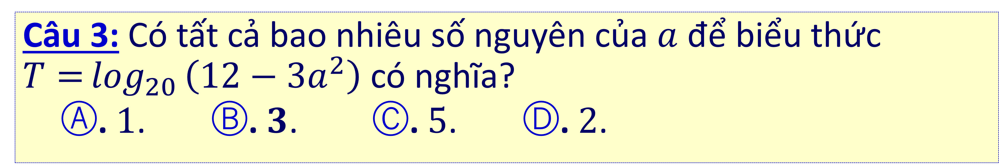 Câu 3: Có tất cả bao nhiêu số nguyên của a để biểu thức
T = log₂₀ (12 − 3a²) có nghĩa?
Ⓐ. 1. Ⓑ. 3. Ⓒ. 5. Ⓓ. 2.